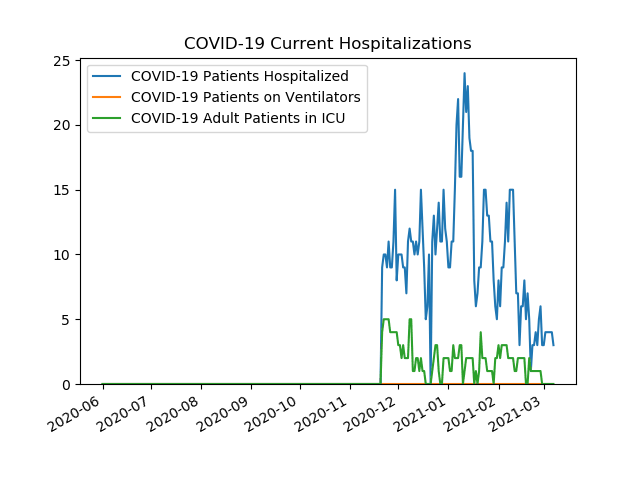 COVID-19 Current Hospitalizations
COVID-19 Patients Hospitalized
COVID-19 Patients on Ventilators
COVID-19 Adult Patients in ICU
25
20
15
10
5
0
2020-06 2020-07 2020-08 2020-09 2020-10 2020-11 2020-12 2021-01 2021-02 2021-03